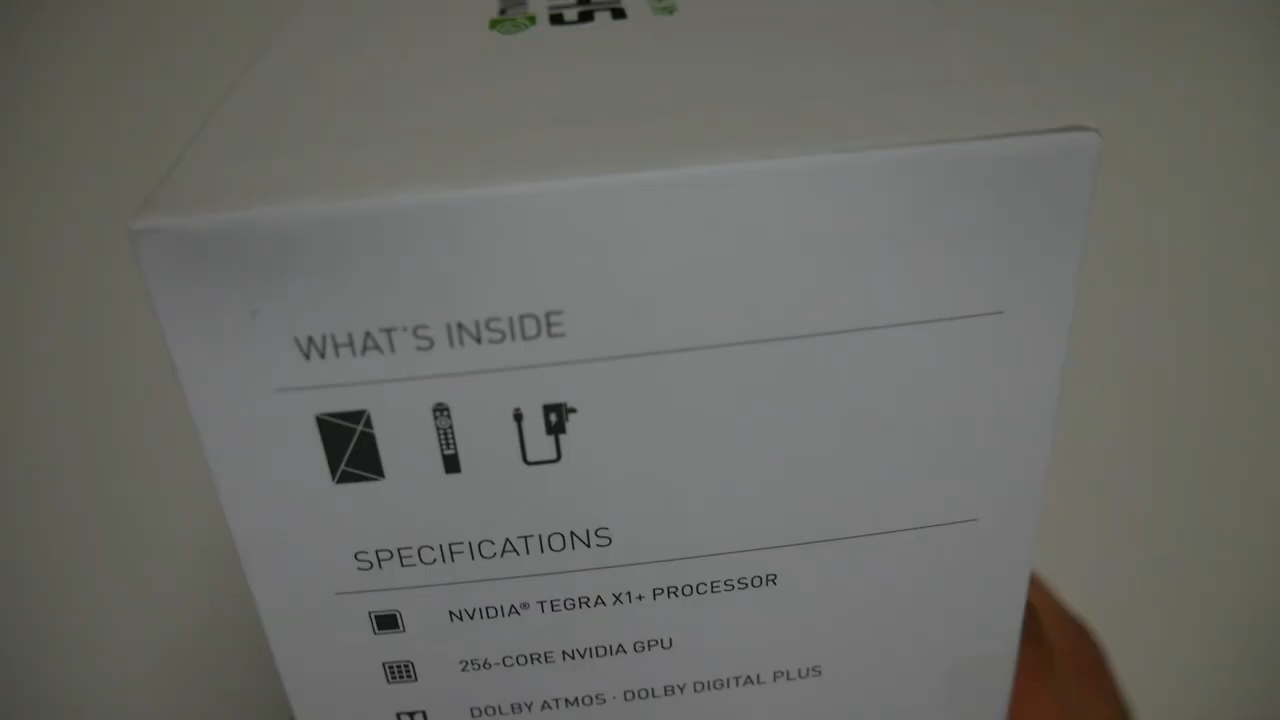 WHAT'S INSIDE
SPECIFICATIONS
NVIDIA® TEGRA X1+ PROCESSOR
256-CORE NVIDIA GPU
DOLBY ATMOS · DOLBY DIGITAL PLUS